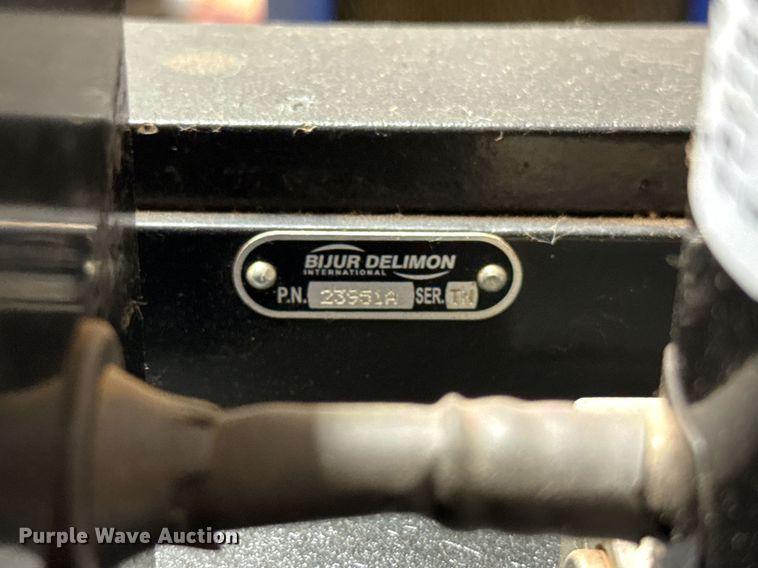 BIJUR DELIMON
INTERNATIONAL
P.N. 23951A SER.
Purple Wave Auction